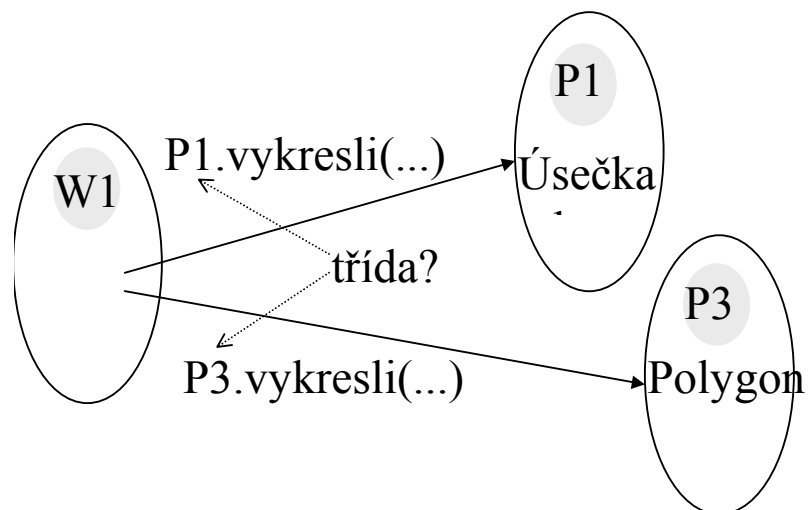 P1
P1.vykresli(...)
Úsečka
W1
třída?
P3
P3.vykresli(...)
Polygon